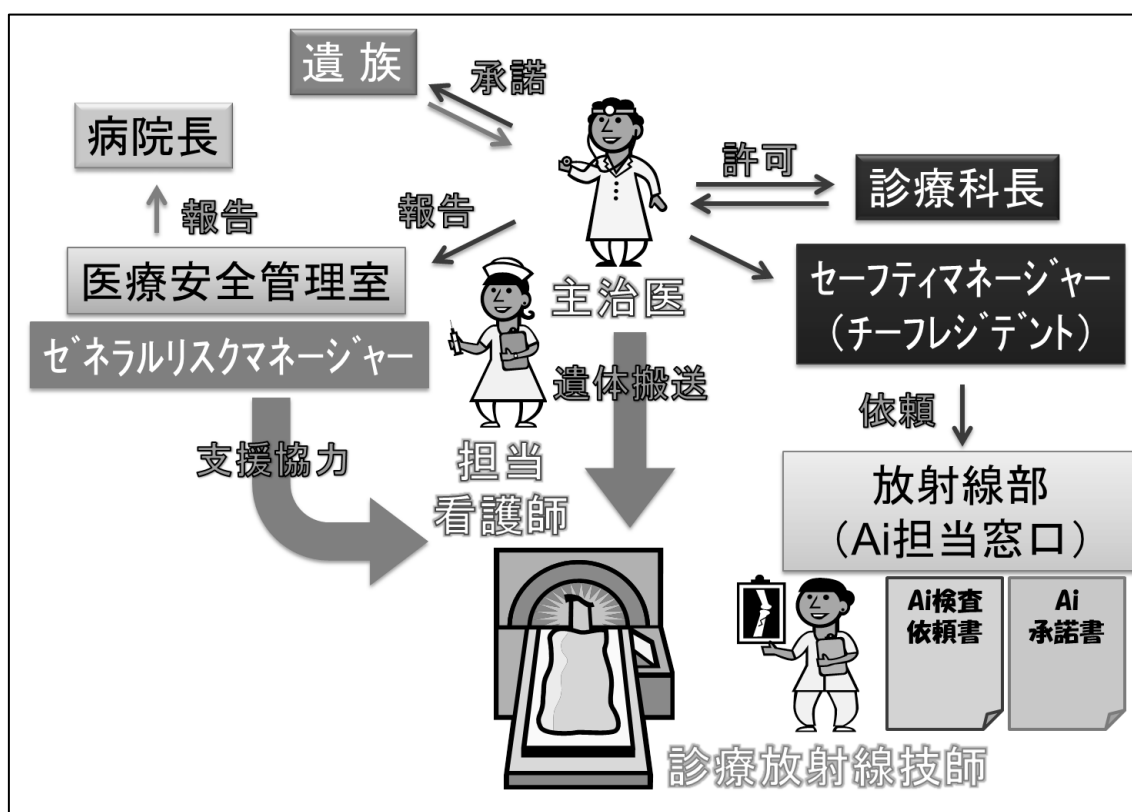 遺 族
承諾
病院長
許可
診療科長
報告
報告
医療安全管理室
ゼネラルリスクマネージャー
主治医
セーフティマネージャー
（チーフレジデント）
遺体搬送
依頼
支援協力
担当
看護師
放射線部
（Ai担当窓口）
Ai検査
依頼書
Ai
承諾書
診療放射線技師